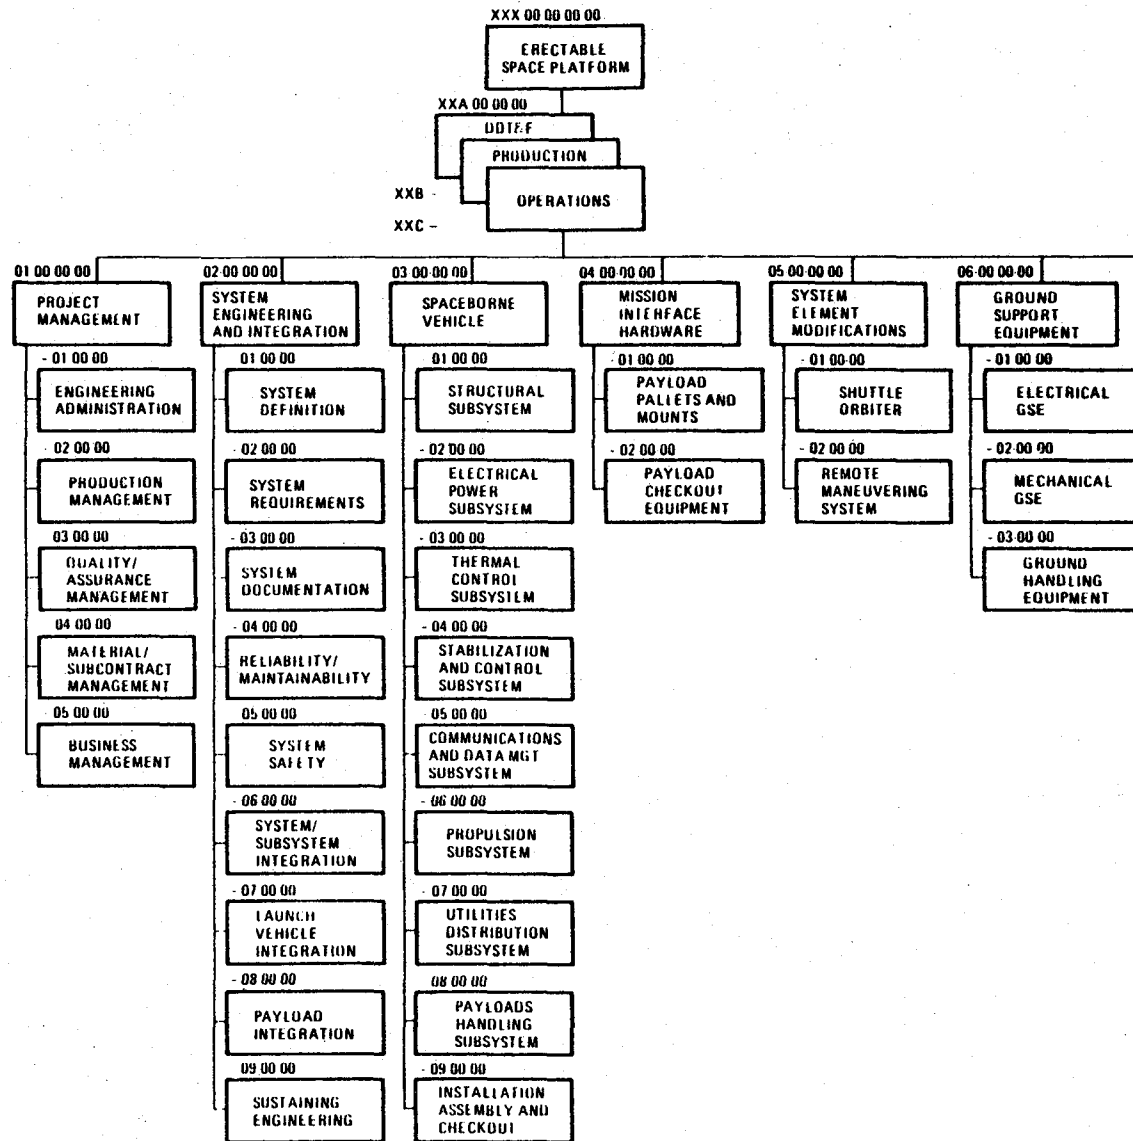 XXX 00 00 00 00
ERECTABLE
SPACE PLATFORM
XXA 00 00 00
DDT&E
PRODUCTION
XXB -
OPERATIONS
XXC -
01 00 00 00
PROJECT
MANAGEMENT
- 01 00 00
ENGINEERING
ADMINISTRATION
- 02 00 00
PRODUCTION
MANAGEMENT
03 00 00
QUALITY/
ASSURANCE
MANAGEMENT
04 00 00
MATERIAL/
SUBCONTRACT
MANAGEMENT
- 05 00 00
BUSINESS
MANAGEMENT
02 00 00 00
SYSTEM
ENGINEERING
AND INTEGRATION
01 00 00
SYSTEM
DEFINITION
- 02 00 00
SYSTEM
REQUIREMENTS
- 03 00 00
SYSTEM
DOCUMENTATION
- 04 00 00
RELIABILITY/
MAINTAINABILITY
05 00 00
SYSTEM
SAFETY
- 06 00 00
SYSTEM/
SUBSYSTEM
INTEGRATION
- 07 00 00
LAUNCH
VEHICLE
INTEGRATION
- 08 00 00
PAYLOAD
INTEGRATION
09 00 00
SUSTAINING
ENGINEERING
03 00 00 00
SPACEBORNE
VEHICLE
- 01 00 00
STRUCTURAL
SUBSYSTEM
- 02 00 00
ELECTRICAL
POWER
SUBSYSTEM
- 03 00 00
THERMAL
CONTROL
SUBSYSTEM
- 04 00 00
STABILIZATION
AND CONTROL
SUBSYSTEM
05 00 00
COMMUNICATIONS
AND DATA MGT
SUBSYSTEM
- 06 00 00
PROPULSION
SUBSYSTEM
- 07 00 00
UTILITIES
DISTRIBUTION
SUBSYSTEM
08 00 00
PAYLOADS
HANDLING
SUBSYSTEM
- 09 00 00
INSTALLATION
ASSEMBLY AND
CHECKOUT
04 00 00 00
MISSION
INTERFACE
HARDWARE
- 01 00 00
PAYLOAD
PALLETS AND
MOUNTS
- 02 00 00
PAYLOAD
CHECKOUT
EQUIPMENT
05 00 00 00
SYSTEM
ELEMENT
MODIFICATIONS
- 01 00 00
SHUTTLE
ORBITER
- 02 00 00
REMOTE
MANEUVERING
SYSTEM
06 00 00 00
GROUND
SUPPORT
EQUIPMENT
- 01 00 00
ELECTRICAL
GSE
- 02 00 00
MECHANICAL
GSE
- 03 00 00
GROUND
HANDLING
EQUIPMENT